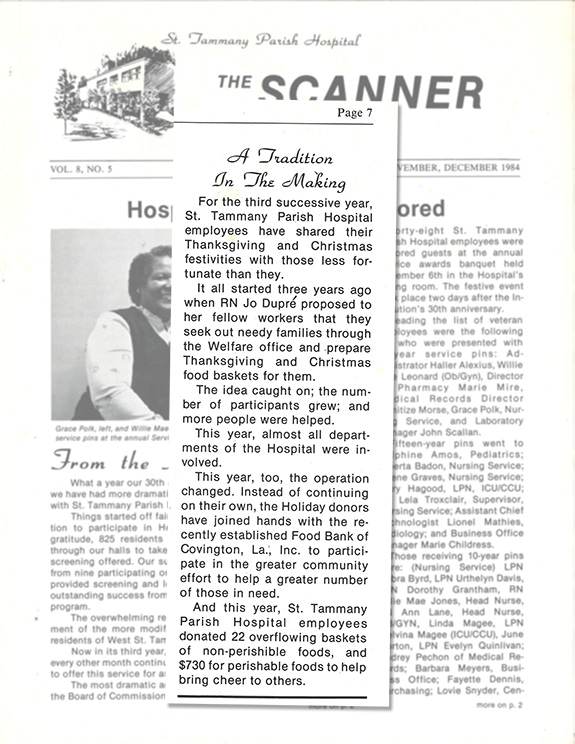 St. Tammany Parish Hospital
THE SCANNER
VOL. 8, NO. 5
VEMBER, DECEMBER 1984
Page 7
A Tradition
In The Making
For the third successive year,
St. Tammany Parish Hospital
employees have shared their
Thanksgiving and Christmas
festivities with those less for-
tunate than they.
It all started three years ago
when RN Jo Dupré proposed to
her fellow workers that they
seek out needy families through
the Welfare office and prepare
Thanksgiving and Christmas
food baskets for them.
The idea caught on; the num-
ber of participants grew; and
more people were helped.
This year, almost all depart-
ments of the Hospital were in-
volved.
This year, too, the operation
changed. Instead of continuing
on their own, the Holiday donors
have joined hands with the re-
cently established Food Bank of
Covington, La., Inc. to partici-
pate in the greater community
effort to help a greater number
of those in need.
And this year, St. Tammany
Parish Hospital employees
donated 22 overflowing baskets
of non-perishible foods, and
$730 for perishable foods to help
bring cheer to others.
Hos
ored
Grace Polk, left, and Willie Mae
service pins at the annual Servi
From the
What a year our 30th
we have had more dramati
with St. Tammany Parish
Things started off fai
tion to participate in H
gratitude, 825 residents
through our halls to take
screening offered. Our su
from nine participating or
provided screening and l
outstanding success from
program.
The overwhelming re
ment of the more modif
residents of West St. Tam
Now in its third year,
every other month continu
to offer this service for a
The most dramatic a
the Board of Commission
orty-eight St. Tammany
sh Hospital employees were
ored guests at the annual
ice awards banquet held
ember 6th in the Hospital's
ng room. The festive event
place two days after the In-
ution's 30th anniversary.
eading the list of veteran
loyees were the following
who were presented with
year service pins: Ad-
istrator Haller Alexius, Willie
Leonard (Ob/Gyn), Director
Pharmacy Marie Mire,
dical Records Director
nitize Morse, Grace Polk, Nur-
Service, and Laboratory
ager John Scallan.
fteen-year pins went to
phine Amos, Pediatrics;
erta Badon, Nursing Service;
ne Graves, Nursing Service;
y Hagood, LPN, ICU/CCU;
Lela Troxclair, Supervisor,
rsing Service; Assistant Chief
hnologist Lionel Mathies,
diology; and Business Office
nager Marie Childress.
Those receiving 10-year pins
re: (Nursing Service) LPN
bra Byrd, LPN Urthelyn Davis,
N Dorothy Grantham, RN
lie Mae Jones, Head Nurse,
Ann Lane, Head Nurse,
/GYN, Linda Magee, LPN
lvina Magee (ICU/CCU), June
rton, LPN Evelyn Quinlivan;
drey Pechon of Medical Re-
rds; Barbara Meyers, Busi-
ss Office; Fayette Dennis,
rchasing; Lovie Snyder, Cen-
more on p. 2